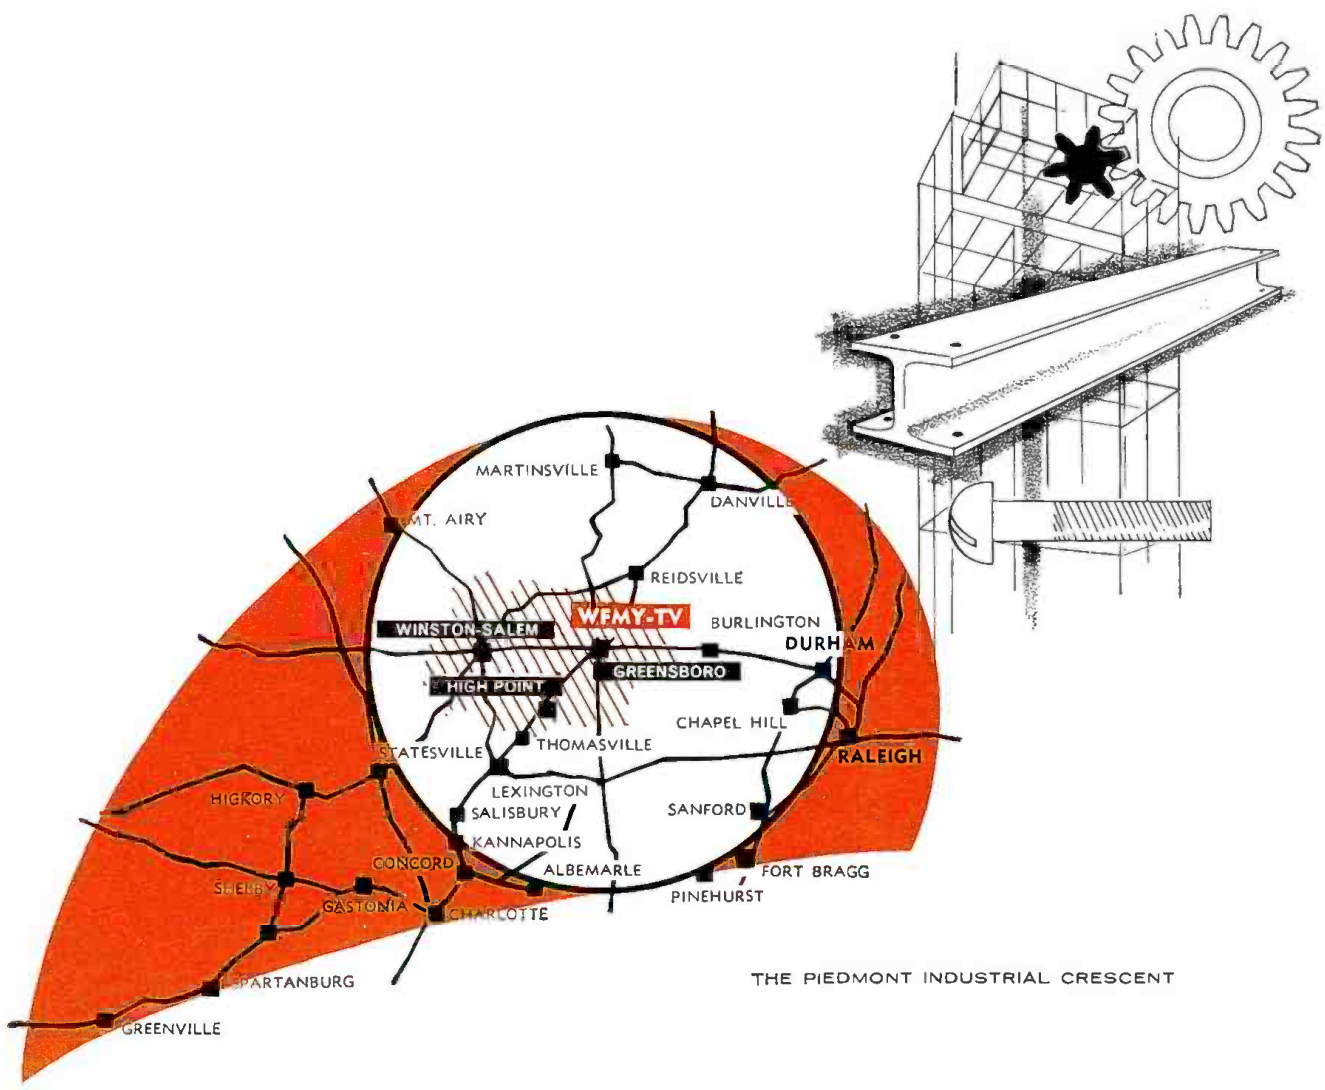 MARTINSVILLE
DANVILLE
MT. AIRY
REIDSVILLE
WFMY-TV
WINSTON-SALEM
BURLINGTON
DURHAM
GREENSBORO
HIGH POINT
CHAPEL HILL
THOMASVILLE
STATESVILLE
RALEIGH
LEXINGTON
HICKORY
SALISBURY
SANFORD
KANNAPOLIS
CONCORD
ALBEMARLE
FORT BRAGG
SHELBY
PINEHURST
GASTONIA
CHARLOTTE
THE PIEDMONT INDUSTRIAL CRESCENT
SPARTANBURG
GREENVILLE